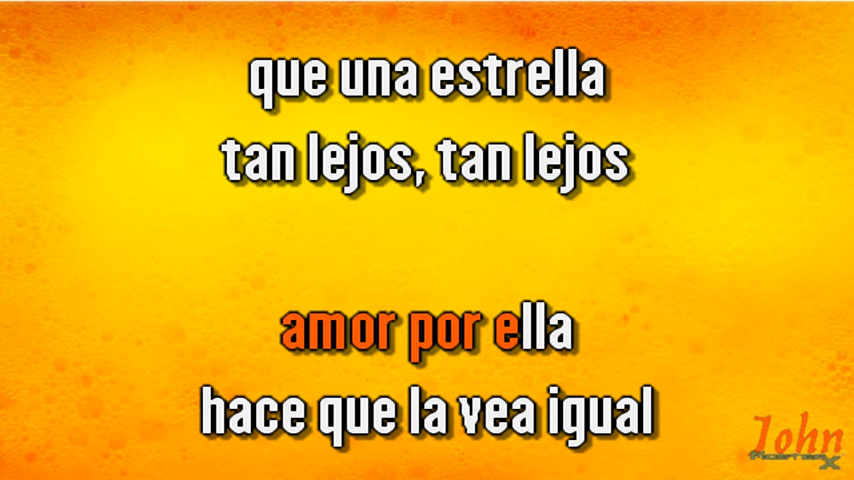 que una estrella
tan lejos, tan lejos
amor por ella
hace que la vea igual
John